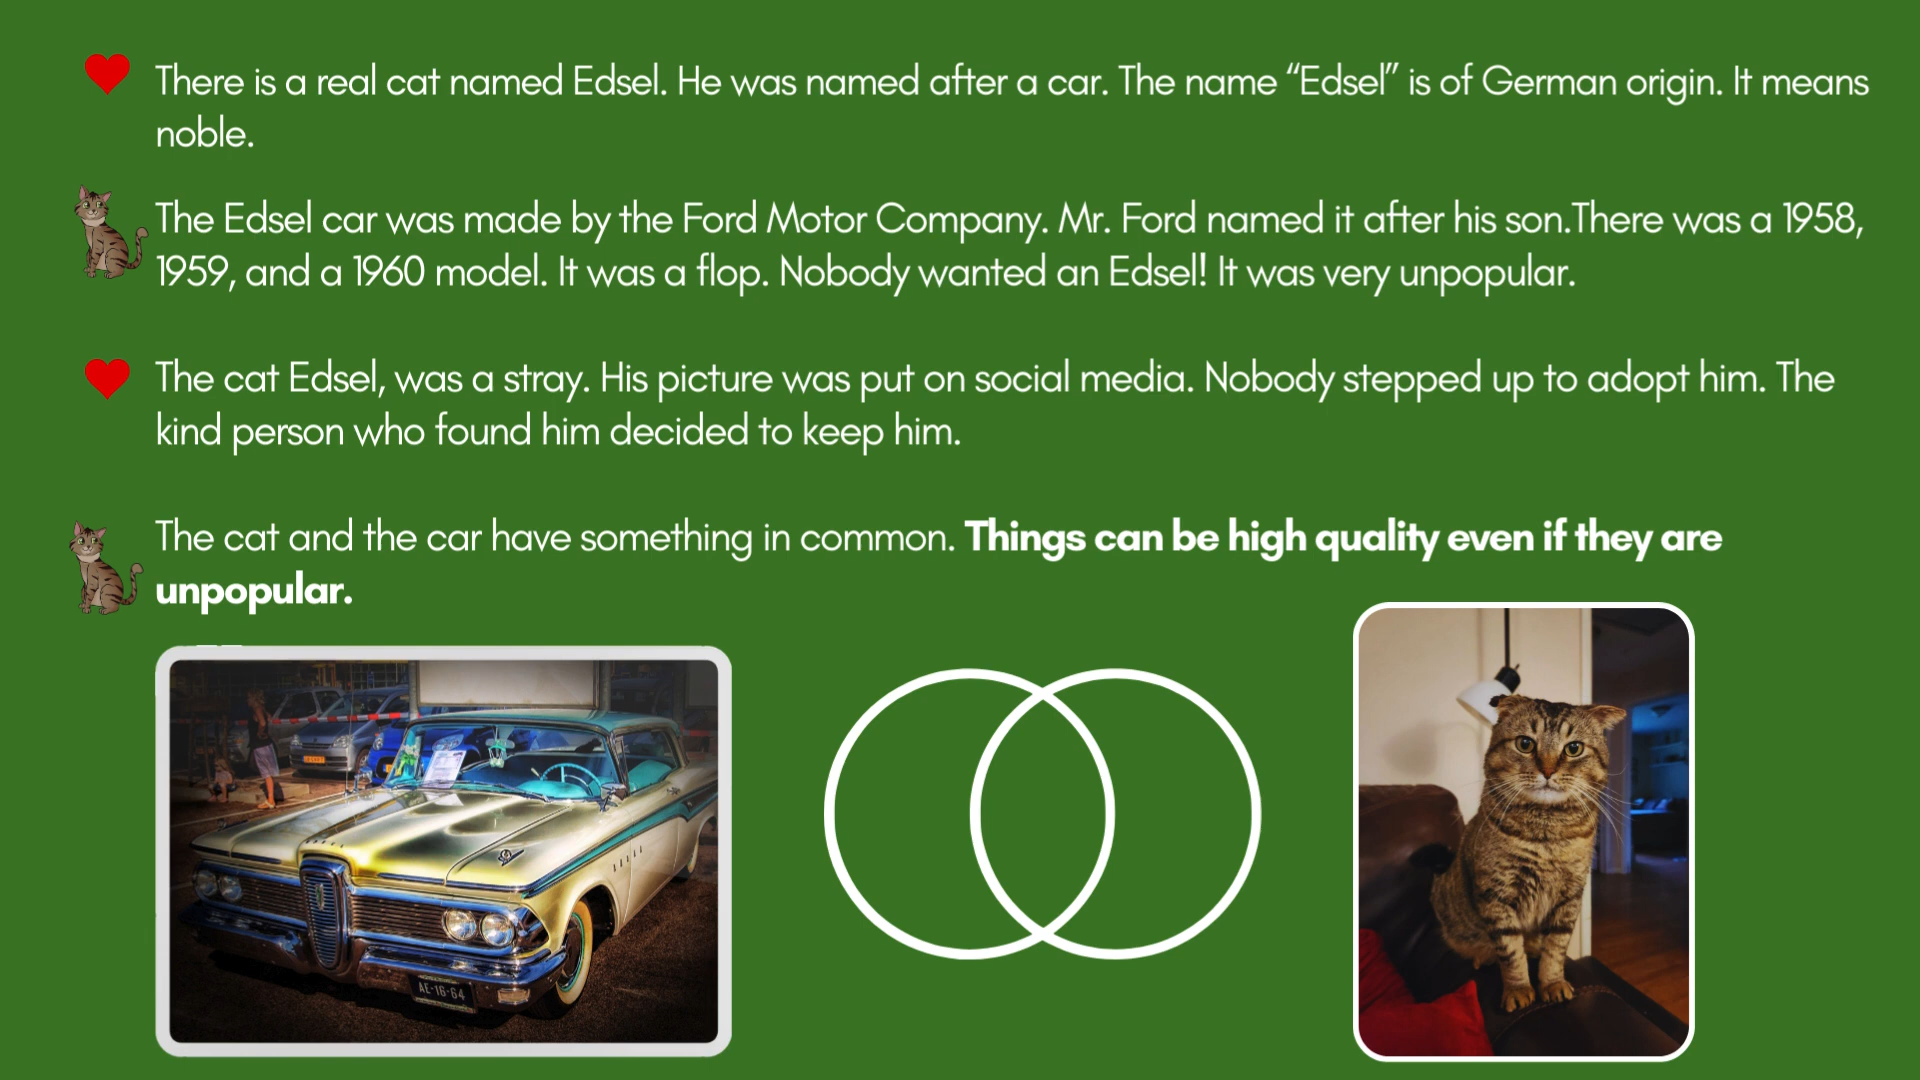 There is a real cat named Edsel. He was named after a car. The name “Edsel” is of German origin. It means
noble.
The Edsel car was made by the Ford Motor Company. Mr. Ford named it after his son.There was a 1958,
1959, and a 1960 model. It was a flop. Nobody wanted an Edsel! It was very unpopular.
The cat Edsel, was a stray. His picture was put on social media. Nobody stepped up to adopt him. The
kind person who found him decided to keep him.
The cat and the car have something in common. Things can be high quality even if they are
unpopular.
AE-16-64